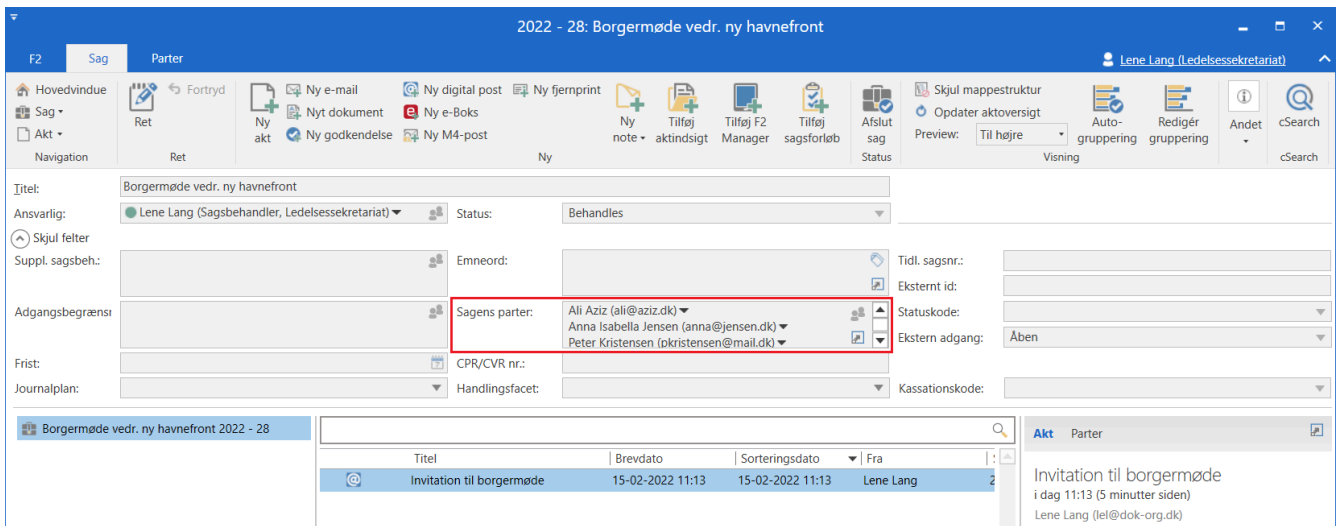 2022 - 28: Borgermøde vedr. ny havnefront
F2 Sag Parter Lene Lang (Ledelsessekretariat)
Hovedvindue
Sag
Akt
Navigation
Ret
Fortryd
Ret
Ny akt
Ny e-mail
Nyt dokument
Ny godkendelse
Ny digital post
Ny e-Boks
Ny M4-post
Ny fjernprint
Ny note
Tilføj aktindsigt
Tilføj F2 Manager
Tilføj sagsforløb
Ny
Afslut sag
Status
Skjul mappestruktur
Opdater aktoversigt
Preview: Til højre
Auto-gruppering
Redigér gruppering
Visning
Andet
cSearch
cSearch
Titel: Borgermøde vedr. ny havnefront
Ansvarlig: Lene Lang (Sagsbehandler, Ledelsessekretariat) Status: Behandles
Skjul felter
Suppl. sagsbeh.: Emneord: Tidl. sagsnr.:
Eksternt id:
Adgangsbegræns Sagens parter: Ali Aziz (ali@aziz.dk) Statuskode:
Anna Isabella Jensen (anna@jensen.dk)
Peter Kristensen (pkristensen@mail.dk) Ekstern adgang: Åben
Frist: CPR/CVR nr.:
Journalplan: Handlingsfacet: Kassationskode:
Borgermøde vedr. ny havnefront 2022 - 28
Titel Brevdato Sorteringsdato Fra
Invitation til borgermøde 15-02-2022 11:13 15-02-2022 11:13 Lene Lang 2
Akt Parter
Invitation til borgermøde
i dag 11:13 (5 minutter siden)
Lene Lang (lel@dok-org.dk)